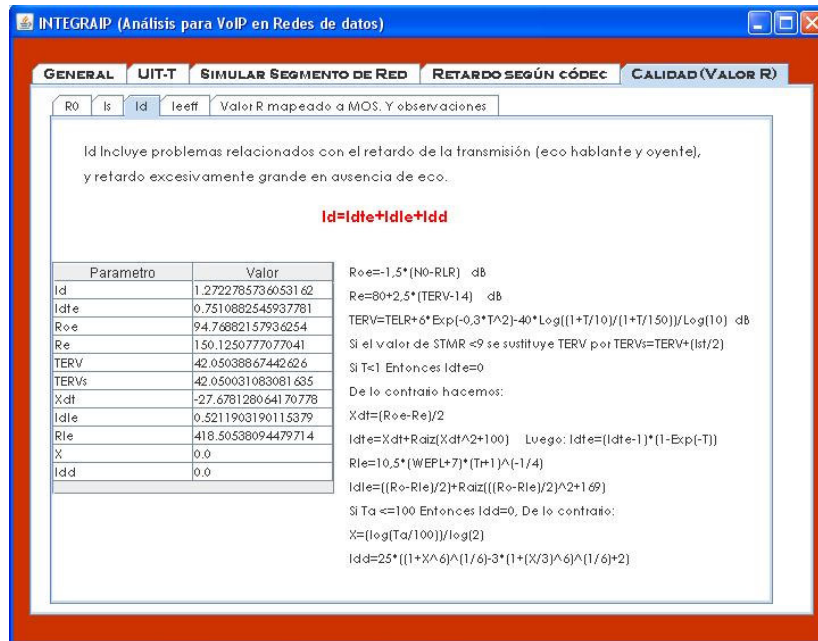 INTEGRAIP (Análisis para VoIP en Redes de datos)
GENERAL UIT-T SIMULAR SEGMENTO DE RED RETARDO SEGÚN CÓDEC CALIDAD (VALOR R)
R0 Is Id Ieeff Valor R mapeado a MOS. Y observaciones
Id Incluye problemas relacionados con el retardo de la transmisión (eco hablante y oyente),
y retardo excesivamente grande en ausencia de eco.
Id=Idte+Idle+Idd
Parametro Valor
Id 1.2722785736053162
Idte 0.7510882545937781
Roe 94.76882157936254
Re 150.1250777077041
TERV 42.05038867442626
TERVs 42.050031083081635
Xdt -27.678128064170778
Idle 0.5211903190115379
Rle 418.50538094479714
X 0.0
Idd 0.0
Roe=-1,5*(N0-RLR) dB
Re=80+2,5*(TERV-14) dB
TERV=TELR+6*Exp(-0,3*T^2)-40*Log((1+T/10)/(1+T/150))/Log(10) dB
Si el valor de STMR <9 se sustituye TERV por TERVs=TERV+(Ist/2)
Si T<1 Entonces Idte=0
De lo contrario hacemos:
Xdt=(Roe-Re)/2
Idte=Xdt+Raiz(Xdt^2+100) Luego: Idte=(Idte-1)*(1-Exp(-T))
Rle=10,5*(WEPL+7)*(Tr+1)^(-1/4)
Idle=((Ro-Rle)/2)+Raiz(((Ro-Rle)/2)^2+169)
Si Ta <=100 Entonces Idd=0, De lo contrario:
X=(log(Ta/100))/log(2)
Idd=25*((1+X^6)^(1/6)-3*(1+(X/3)^6)^(1/6)+2)